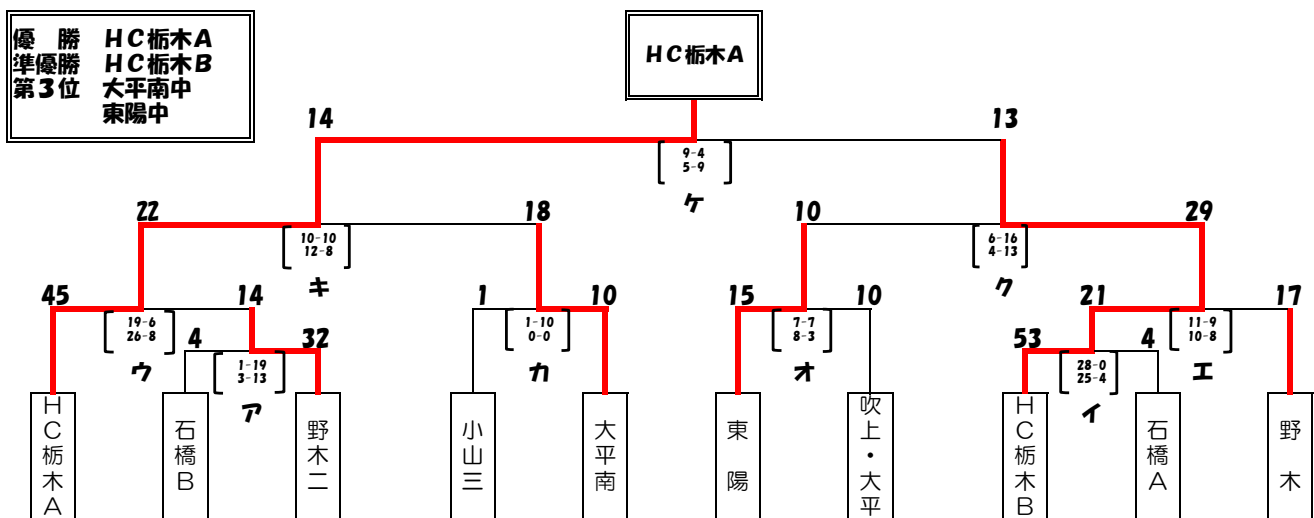 優　勝　HC栃木A
準優勝　HC栃木B
第3位　大平南中
東陽中
HC栃木A
14
13
9-4
5-9
ケ
22
18
10
29
10-10
12-8
キ
6-16
4-13
ク
45
14
1
10
15
10
21
17
19-6
26-8
ウ
4
32
1-10
0-0
カ
7-7
8-3
オ
53
4
11-9
10-8
エ
1-19
3-13
ア
28-0
25-4
イ
HC栃木A
石橋B
野木二
小山三
大平南
東陽
吹上・大平
HC栃木B
石橋A
野木